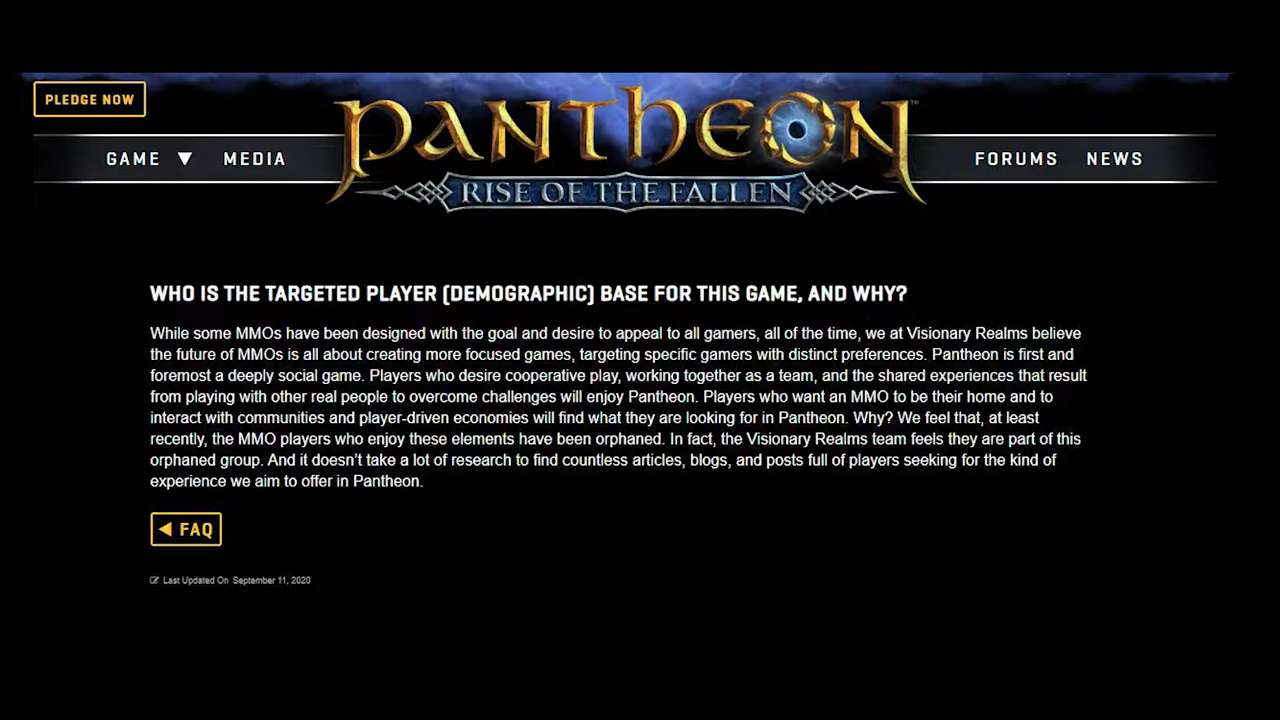 PLEDGE NOW
PANTHEON™
GAME ▼ MEDIA
FORUMS NEWS
RISE OF THE FALLEN
WHO IS THE TARGETED PLAYER (DEMOGRAPHIC) BASE FOR THIS GAME, AND WHY?
While some MMOs have been designed with the goal and desire to appeal to all gamers, all of the time, we at Visionary Realms believe
the future of MMOs is all about creating more focused games, targeting specific gamers with distinct preferences. Pantheon is first and
foremost a deeply social game. Players who desire cooperative play, working together as a team, and the shared experiences that result
from playing with other real people to overcome challenges will enjoy Pantheon. Players who want an MMO to be their home and to
interact with communities and player-driven economies will find what they are looking for in Pantheon. Why? We feel that, at least
recently, the MMO players who enjoy these elements have been orphaned. In fact, the Visionary Realms team feels they are part of this
orphaned group. And it doesn't take a lot of research to find countless articles, blogs, and posts full of players seeking for the kind of
experience we aim to offer in Pantheon.
◀ FAQ
Last Updated On September 11, 2020